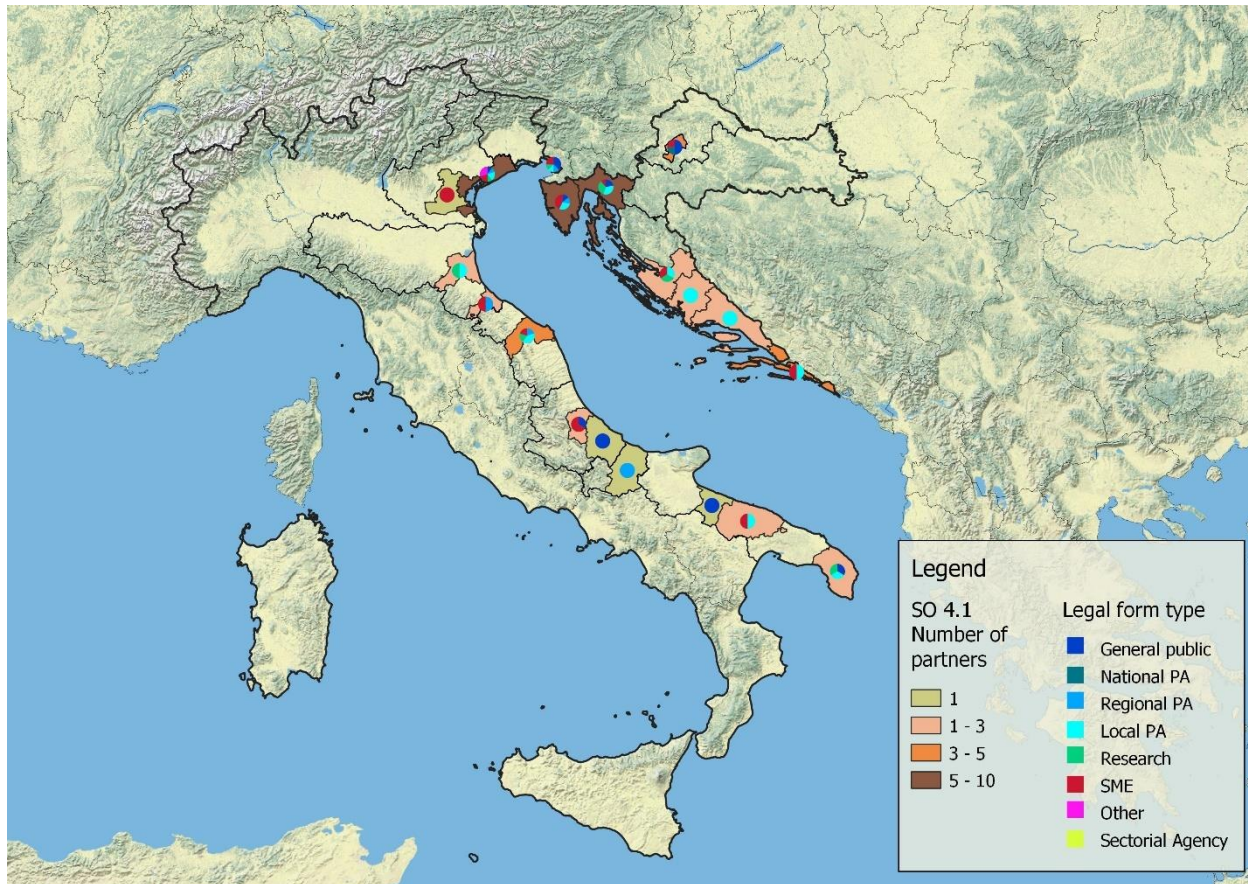 Legend
SO 4.1
Number of
partners
1
1 - 3
3 - 5
5 - 10
Legal form type
General public
National PA
Regional PA
Local PA
Research
SME
Other
Sectorial Agency